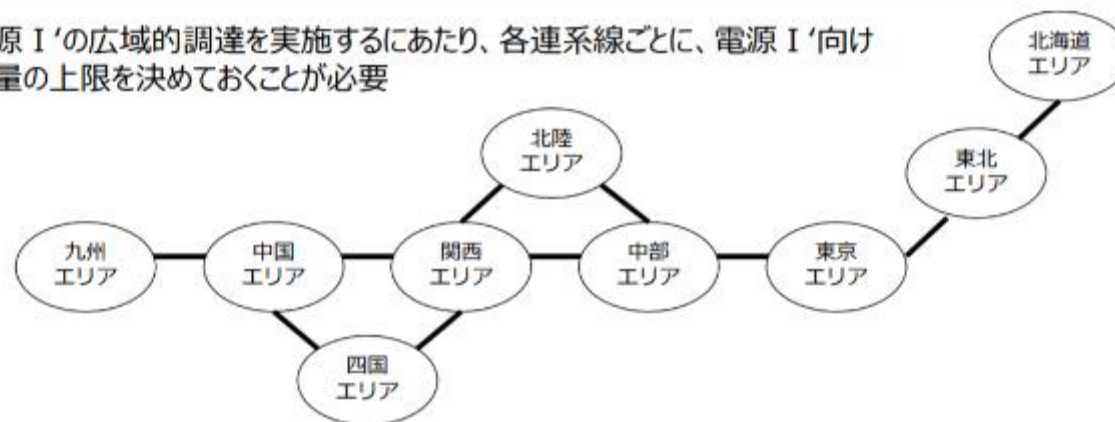 源Ⅰ‘の広域的調達を実施するにあたり、各連系線ごとに、電源Ⅰ‘向け
量の上限を決めておくことが必要
北海道
エリア
東北
エリア
北陸
エリア
九州
エリア
中国
エリア
関西
エリア
中部
エリア
東京
エリア
四国
エリア